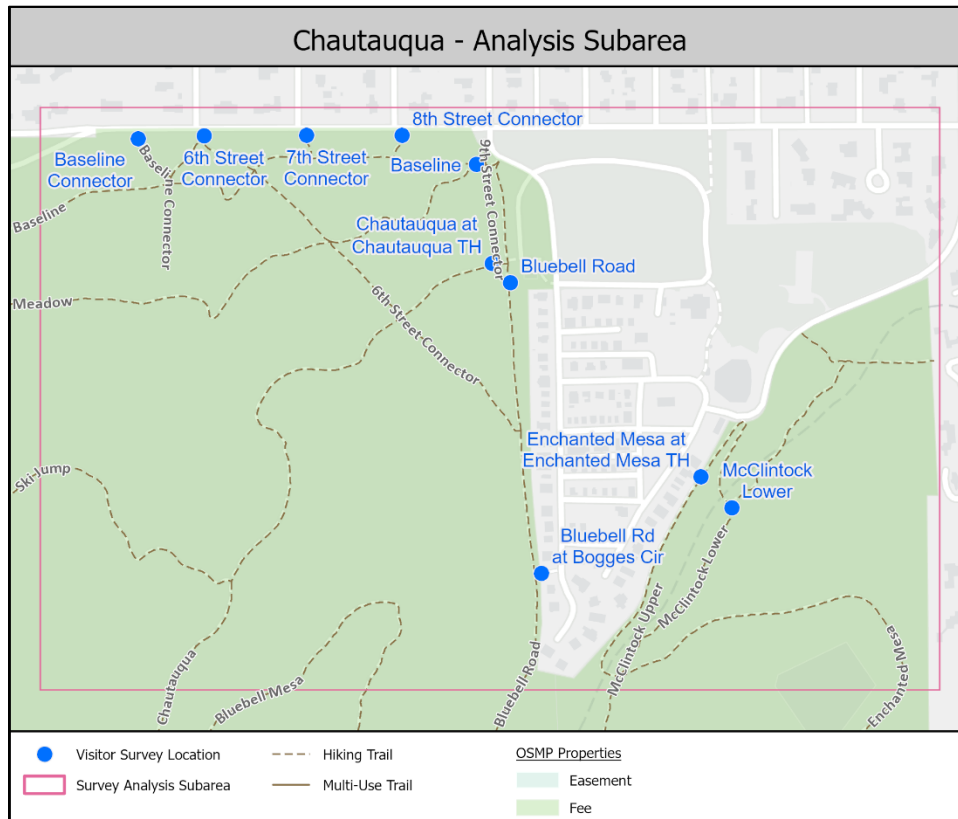 Chautauqua - Analysis Subarea
8th Street Connector
Baseline
Connector
6th Street
Connector
7th Street
Connector
Baseline
9th Street Connector
Baseline Connector
Baseline
Chautauqua at
Chautauqua TH
Bluebell Road
Meadow
6th Street Connector
Enchanted Mesa at
Enchanted Mesa TH
McClintock
Lower
Ski Jump
Bluebell Rd
at Bogges Cir
McClintock Upper
McClintock Lower
Chautauqua
Bluebell Mesa
Bluebell Road
Enchanted Mesa
Visitor Survey Location
Hiking Trail
OSMP Properties
Survey Analysis Subarea
Multi-Use Trail
Easement
Fee